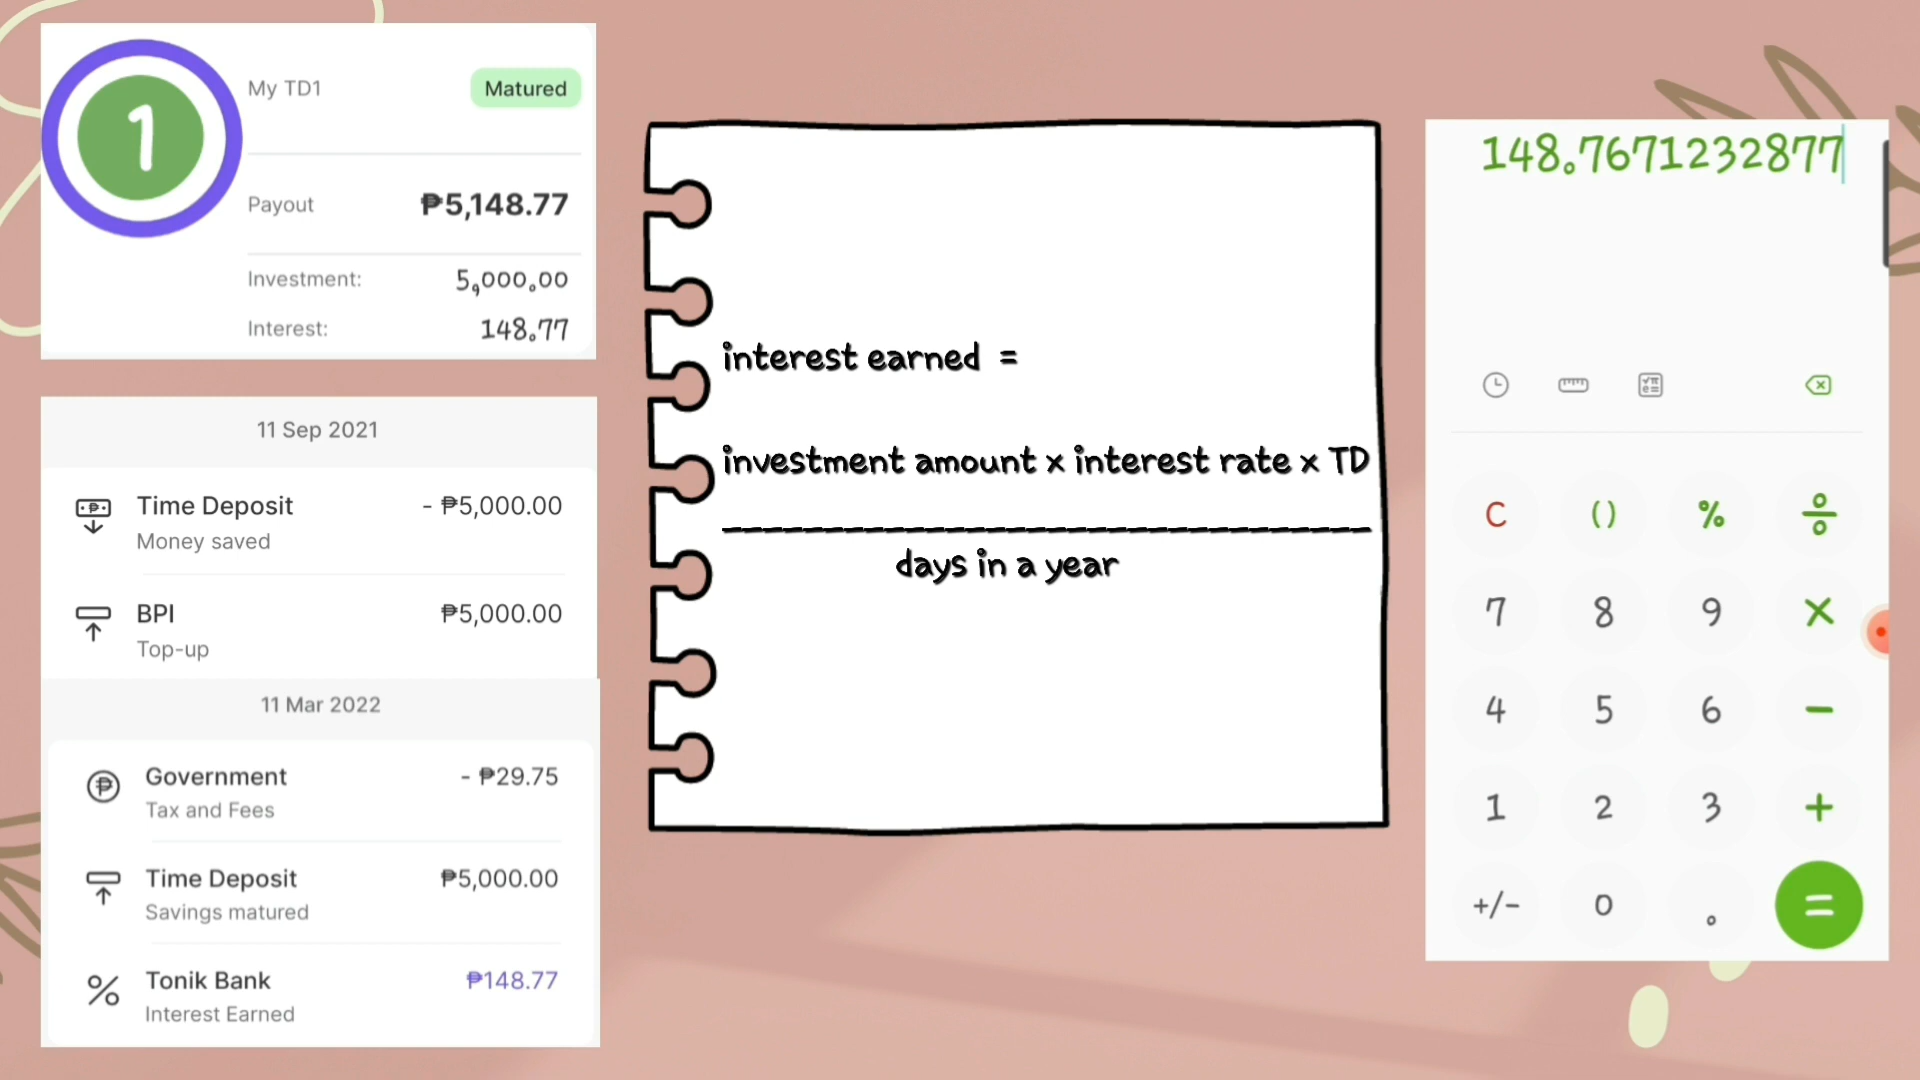 1
My TD1
Matured
Payout ₱5,148.77
Investment: 5,000.00
Interest: 148.77
11 Sep 2021
Time Deposit - ₱5,000.00
Money saved
BPI ₱5,000.00
Top-up
11 Mar 2022
Government - ₱29.75
Tax and Fees
Time Deposit ₱5,000.00
Savings matured
Tonik Bank ₱148.77
Interest Earned
interest earned =
investment amount x interest rate x TD
days in a year
148.7671232877
C () % ÷
7 8 9 ×
4 5 6 −
1 2 3 +
+/− 0 . =